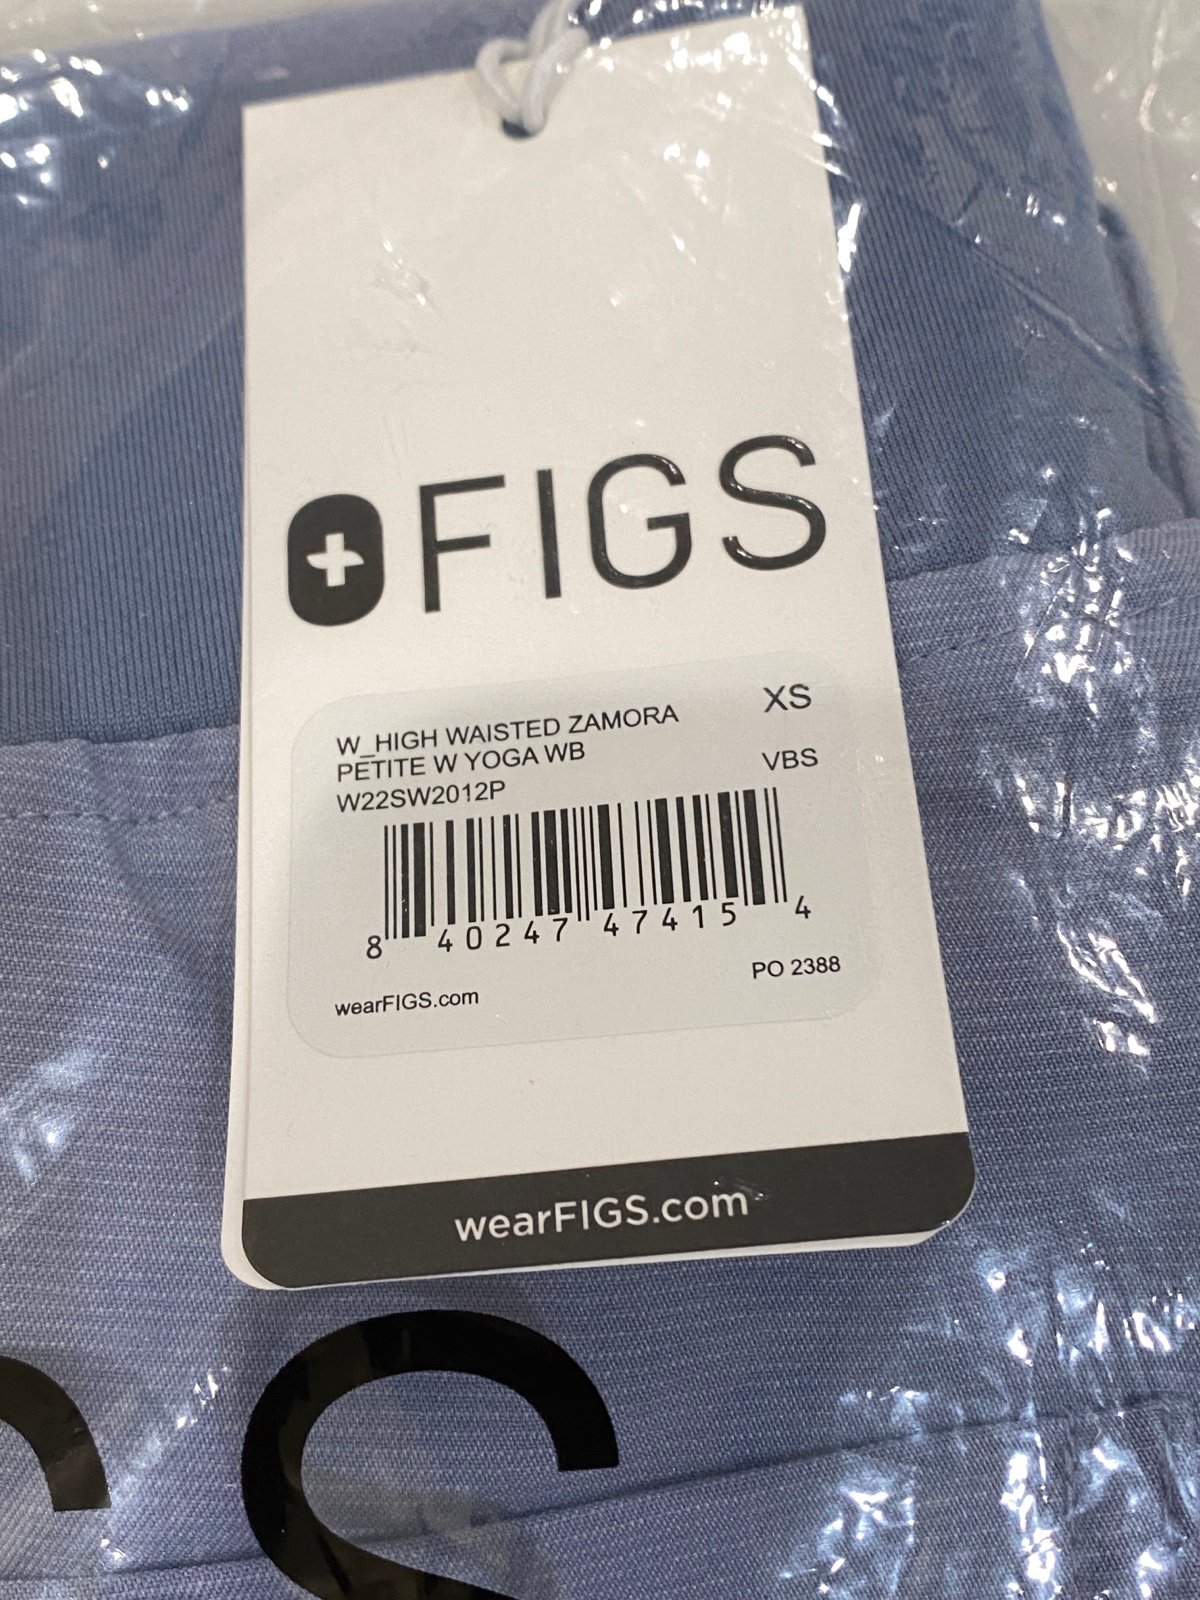 FIGS
W_HIGH WAISTED ZAMORA
PETITE W YOGA WB
W22SW2012P
XS
VBS
8 40247 47415 4
PO 2388
wearFIGS.com
wearFIGS.com
S